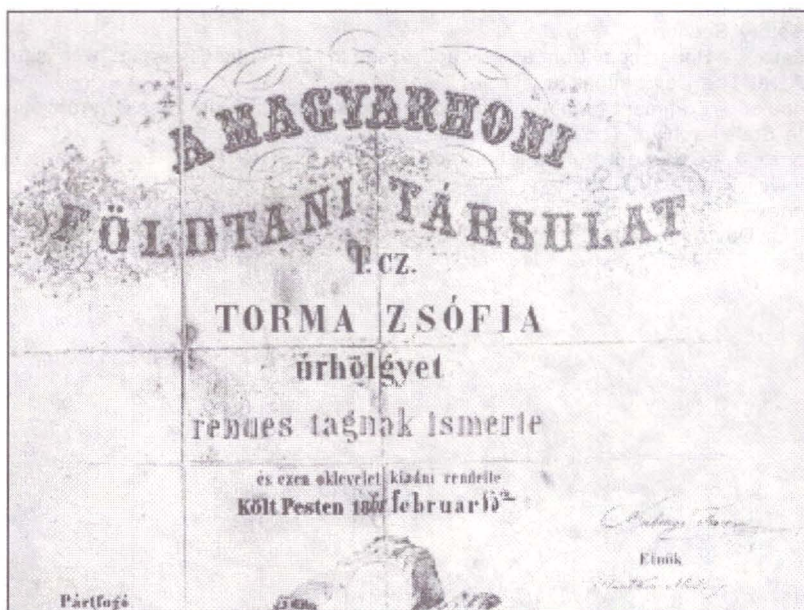 A MAGYARHONI
FÖLDTANI TÁRSULAT
T. CZ.
TORMA ZSÓFIA
úrhölgyet
rendes tagnak ismerte
és ezen oklevelet kiadni rendelte
Költ Pesten februar
Elnök
Pártfogó